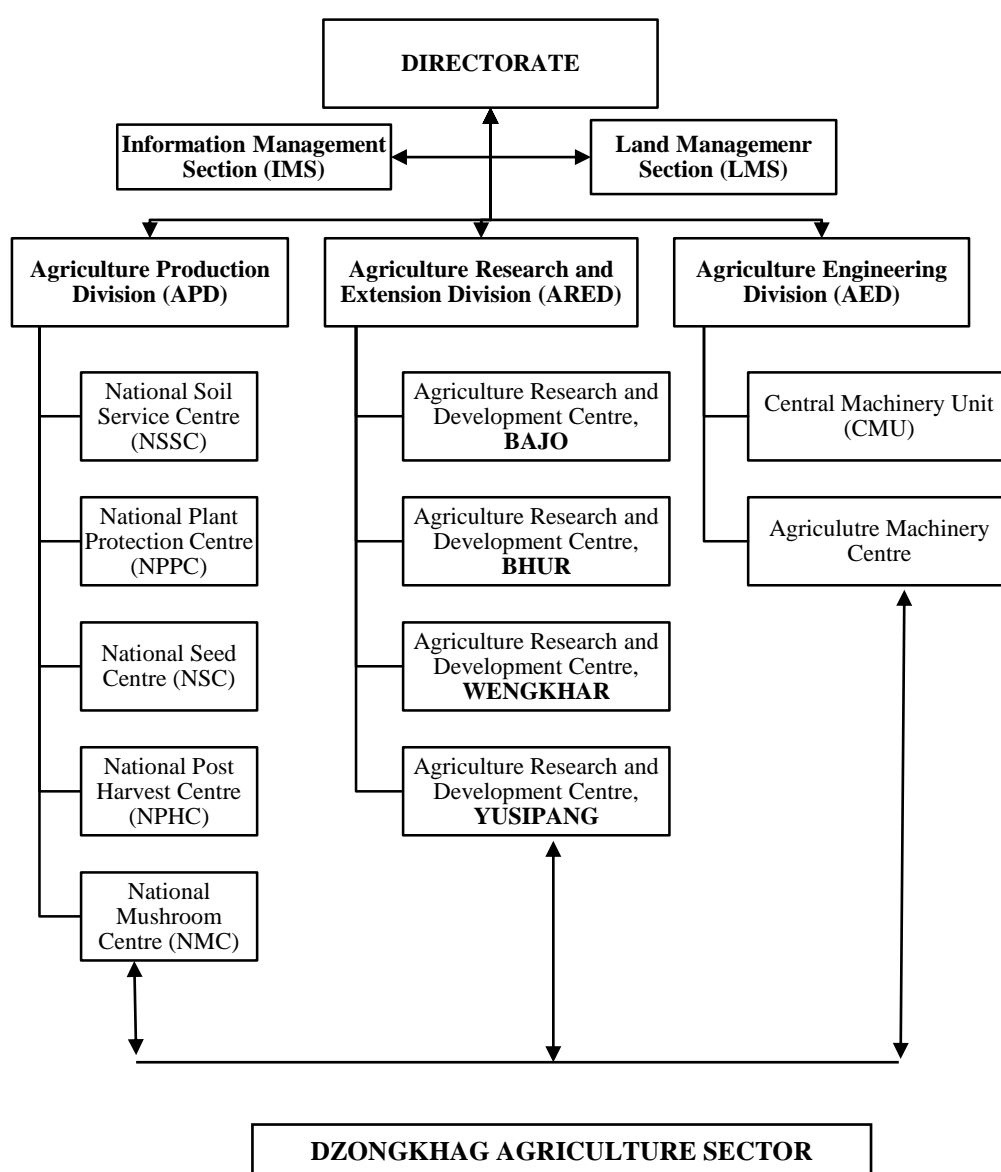 DIRECTORATE
Information Management
Section (IMS)
Land Managemenr
Section (LMS)
Agriculture Production
Division (APD)
Agriculture Research and
Extension Division (ARED)
Agriculture Engineering
Division (AED)
National Soil
Service Centre
(NSSC)
National Plant
Protection Centre
(NPPC)
National Seed
Centre (NSC)
National Post
Harvest Centre
(NPHC)
National
Mushroom
Centre (NMC)
Agriculture Research and
Development Centre,
BAJO
Agriculture Research and
Development Centre,
BHUR
Agriculture Research and
Development Centre,
WENGKHAR
Agriculture Research and
Development Centre,
YUSIPANG
Central Machinery Unit
(CMU)
Agriculutre Machinery
Centre
DZONGKHAG AGRICULTURE SECTOR